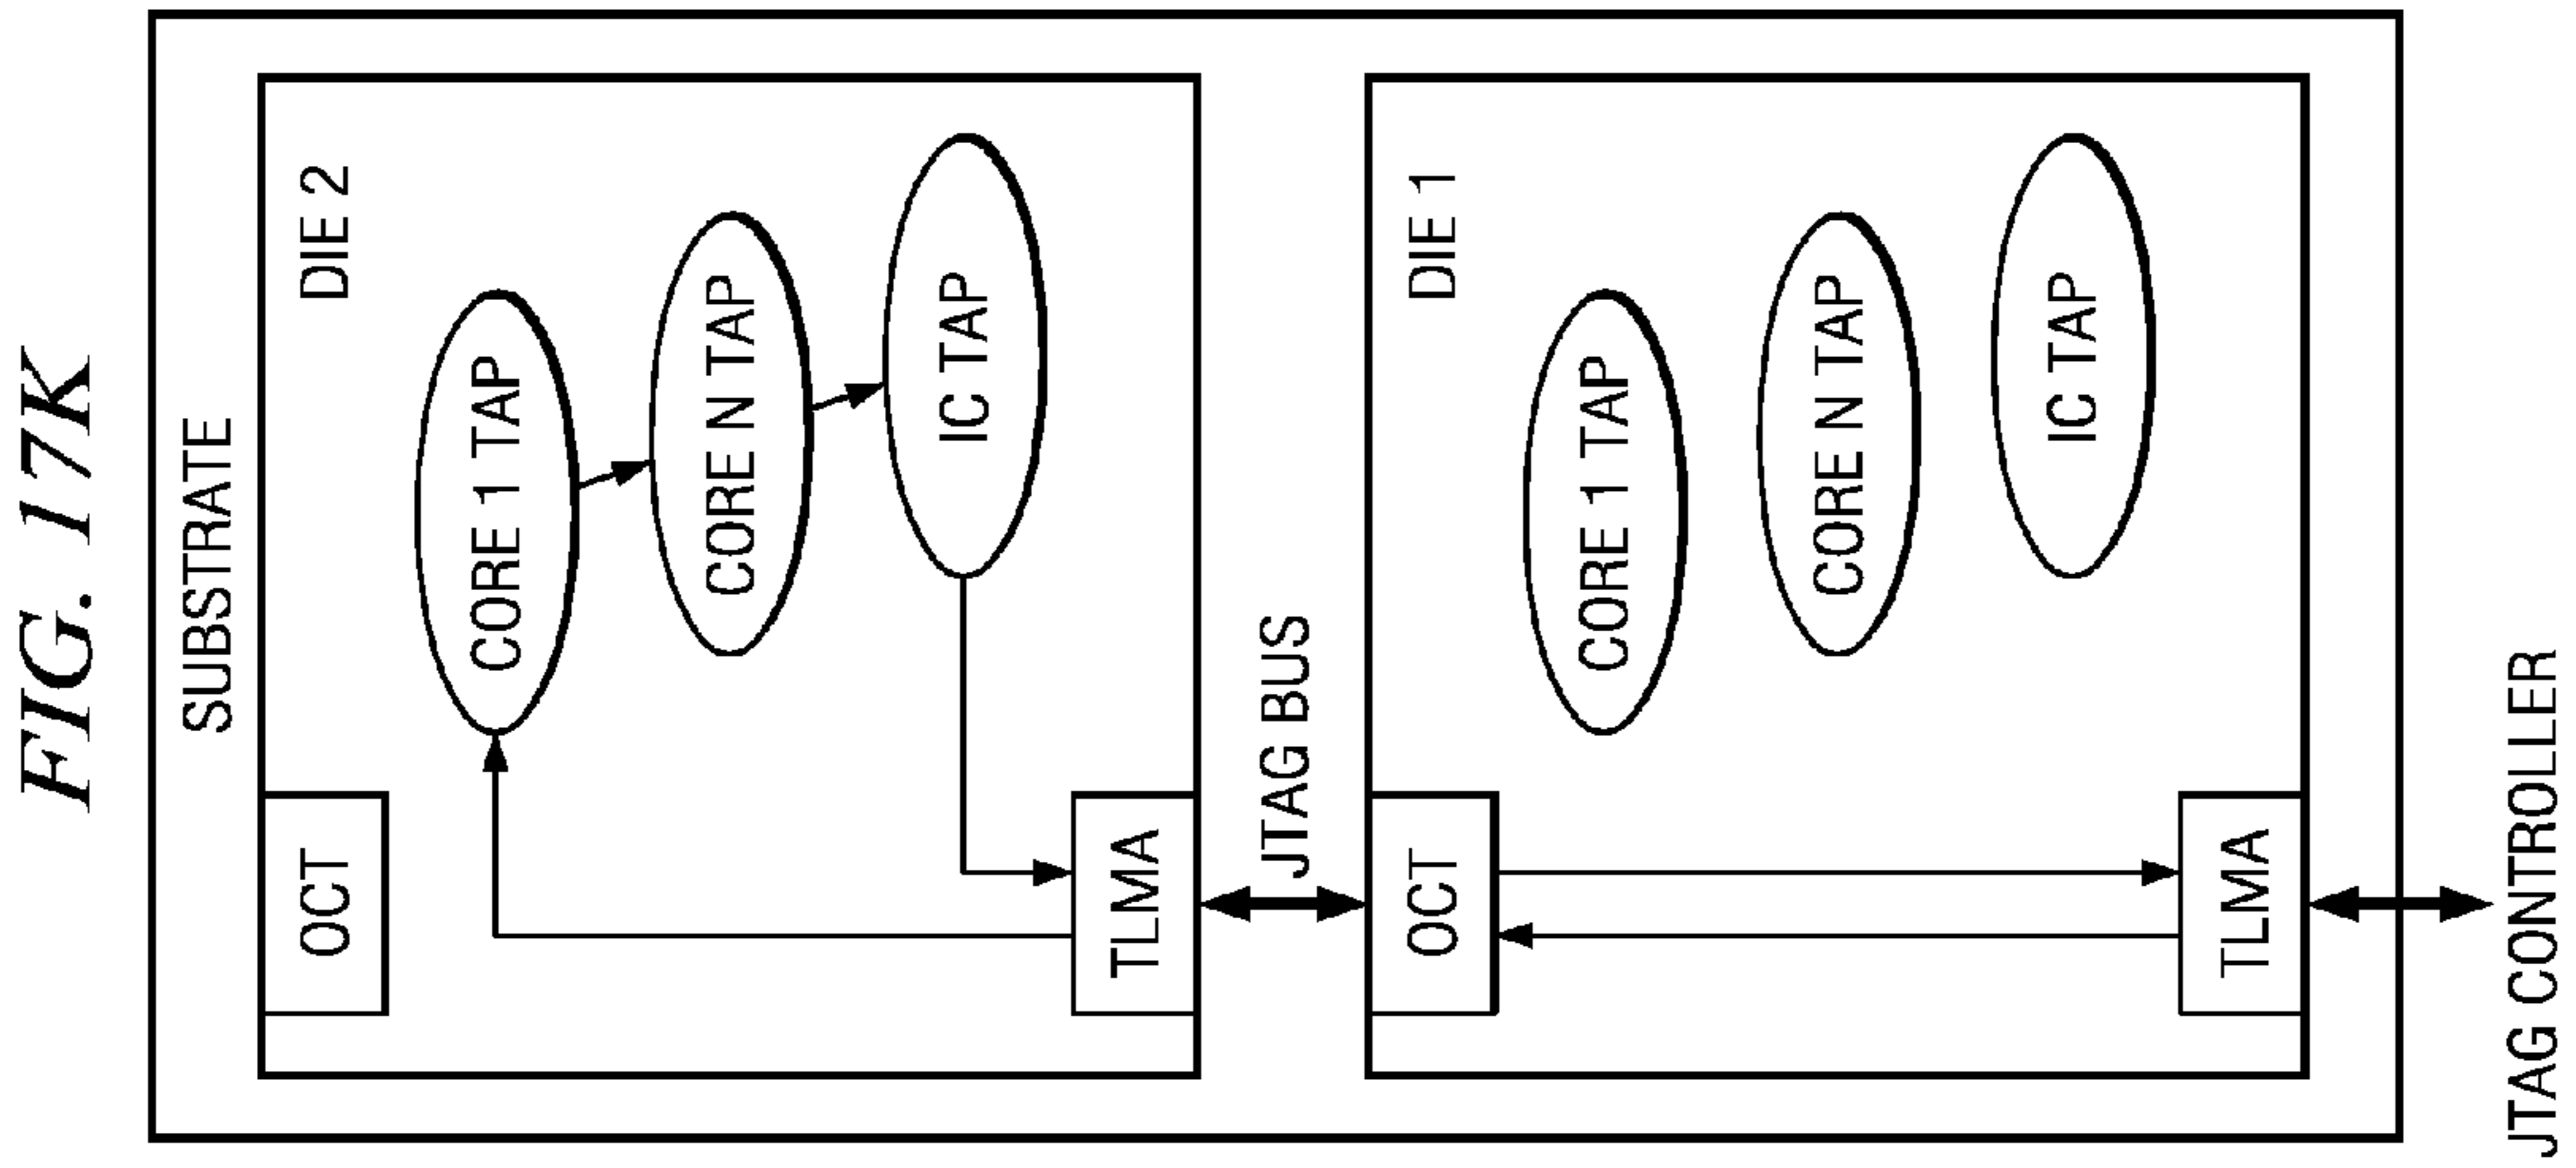 FIG. 17K
SUBSTRATE
DIE 2
OCT
CORE 1 TAP
CORE N TAP
IC TAP
TLMA
JTAG BUS
DIE 1
OCT
CORE 1 TAP
CORE N TAP
IC TAP
TLMA
JTAG CONTROLLER